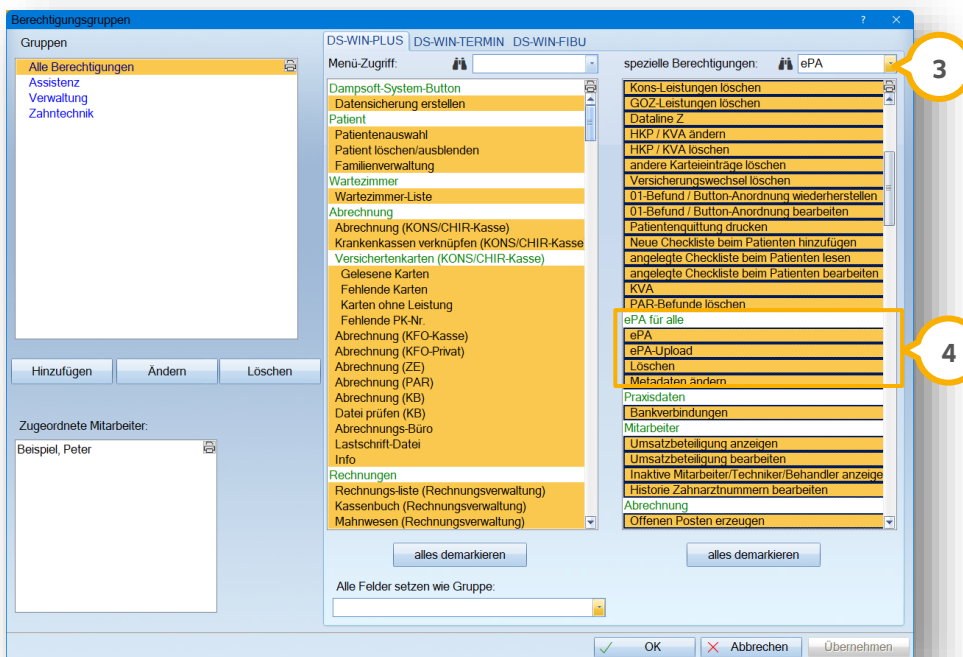 Berechtigungsgruppen
Gruppen
Alle Berechtigungen
Assistenz
Verwaltung
Zahntechnik
Hinzufügen
Ändern
Löschen
Zugeordnete Mitarbeiter:
Beispiel, Peter
DS-WIN-PLUS
DS-WIN-TERMIN
DS-WIN-FIBU
Menü-Zugriff:
Dampsoft-System-Button
Datensicherung erstellen
Patient
Patientenauswahl
Patient löschen/ausblenden
Familienverwaltung
Wartezimmer
Wartezimmer-Liste
Abrechnung
Abrechnung (KONS/CHIR-Kasse)
Krankenkassen verknüpfen (KONS/CHIR-Kasse
Versichertenkarten (KONS/CHIR-Kasse)
Gelesene Karten
Fehlende Karten
Karten ohne Leistung
Fehlende PK-Nr.
Abrechnung (KFO-Kasse)
Abrechnung (KFO-Privat)
Abrechnung (ZE)
Abrechnung (PAR)
Abrechnung (KB)
Datei prüfen (KB)
Abrechnungs-Büro
Lastschrift-Datei
Info
Rechnungen
Rechnungs-liste (Rechnungsverwaltung)
Kassenbuch (Rechnungsverwaltung)
Mahnwesen (Rechnungsverwaltung)
alles demarkieren
spezielle Berechtigungen:
ePA
3
Kons-Leistungen löschen
GOZ-Leistungen löschen
Dataline Z
HKP / KVA ändern
HKP / KVA löschen
andere Karteieinträge löschen
Versicherungswechsel löschen
01-Befund / Button-Anordnung wiederherstellen
01-Befund / Button-Anordnung bearbeiten
Patientenquittung drucken
Neue Checkliste beim Patienten hinzufügen
angelegte Checkliste beim Patienten lesen
angelegte Checkliste beim Patienten bearbeiten
KVA
PAR-Befunde löschen
ePA für alle
ePA
ePA-Upload
Löschen
Metadaten ändern
4
Praxisdaten
Bankverbindungen
Mitarbeiter
Umsatzbeteiligung anzeigen
Umsatzbeteiligung bearbeiten
Inaktive Mitarbeiter/Techniker/Behandler anzeige
Historie Zahnarztnummern bearbeiten
Abrechnung
Offenen Posten erzeugen
alles demarkieren
Alle Felder setzen wie Gruppe:
OK
Abbrechen
Übernehmen